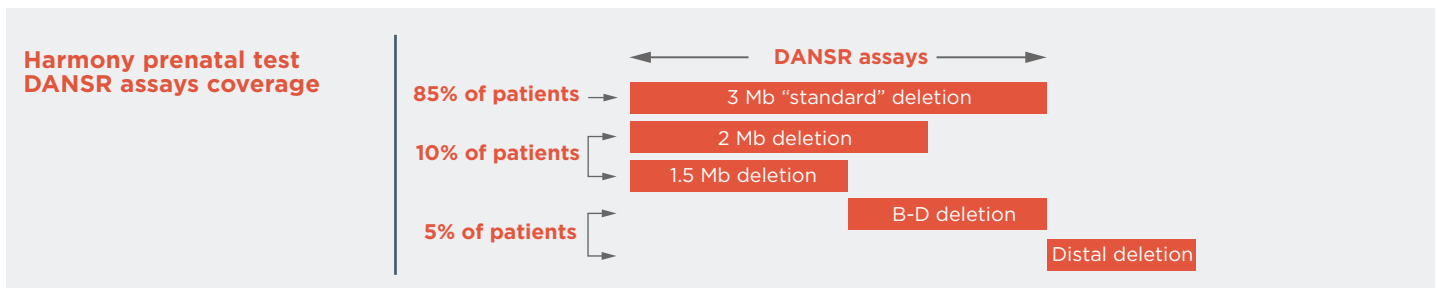 Harmony prenatal test
DANSR assays coverage
DANSR assays
85% of patients
3 Mb “standard” deletion
10% of patients
2 Mb deletion
1.5 Mb deletion
5% of patients
B-D deletion
Distal deletion